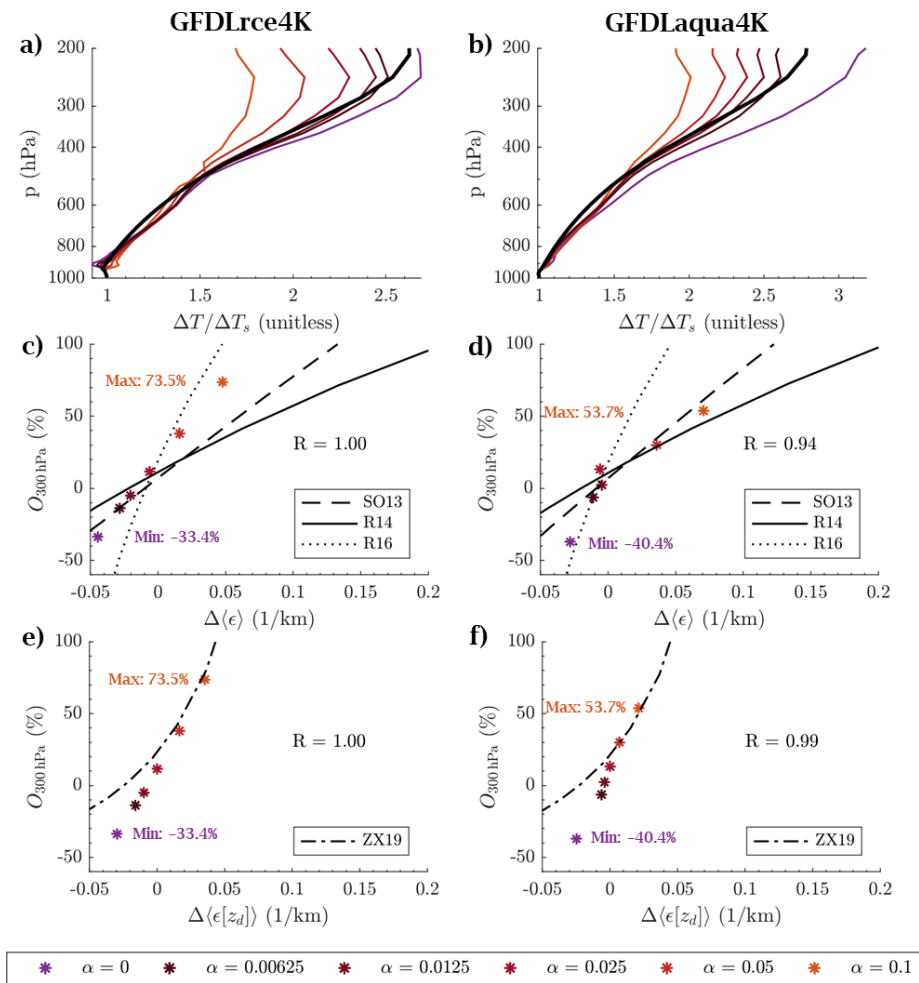 GFDLrce4K
GFDLaqua4K
a)
200
300
400
600
800
1000
p (hPa)
1
1.5
2
2.5
ΔT/ΔTs (unitless)
b)
200
300
400
600
800
1000
p (hPa)
1
1.5
2
2.5
3
ΔT/ΔTs (unitless)
c)
100
50
0
-50
O300 hPa (%)
Max: 73.5%
R = 1.00
Min: -33.4%
SO13
R14
R16
-0.05
0
0.05
0.1
0.15
0.2
Δ⟨ϵ⟩ (1/km)
d)
100
50
0
-50
O300 hPa (%)
Max: 53.7%
R = 0.94
Min: -40.4%
SO13
R14
R16
-0.05
0
0.05
0.1
0.15
0.2
Δ⟨ϵ⟩ (1/km)
e)
100
50
0
-50
O300 hPa (%)
Max: 73.5%
R = 1.00
Min: -33.4%
ZX19
-0.05
0
0.05
0.1
0.15
0.2
Δ⟨ϵ[zd]⟩ (1/km)
f)
100
50
0
-50
O300 hPa (%)
Max: 53.7%
R = 0.99
Min: -40.4%
ZX19
-0.05
0
0.05
0.1
0.15
0.2
Δ⟨ϵ[zd]⟩ (1/km)
α = 0 α = 0.00625 α = 0.0125 α = 0.025 α = 0.05 α = 0.1